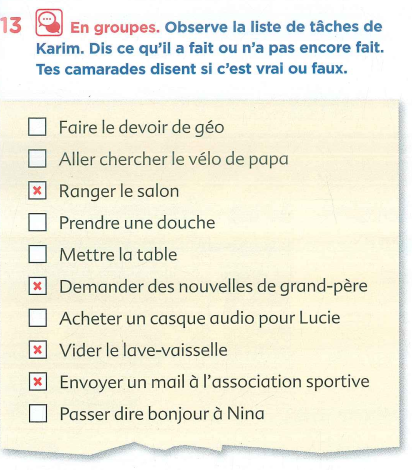 13 En groupes. Observe la liste de tâches de
Karim. Dis ce qu'il a fait ou n'a pas encore fait.
Tes camarades disent si c'est vrai ou faux.
Faire le devoir de géo
Aller chercher le vélo de papa
Ranger le salon
Prendre une douche
Mettre la table
Demander des nouvelles de grand-père
Acheter un casque audio pour Lucie
Vider le lave-vaisselle
Envoyer un mail à l'association sportive
Passer dire bonjour à Nina